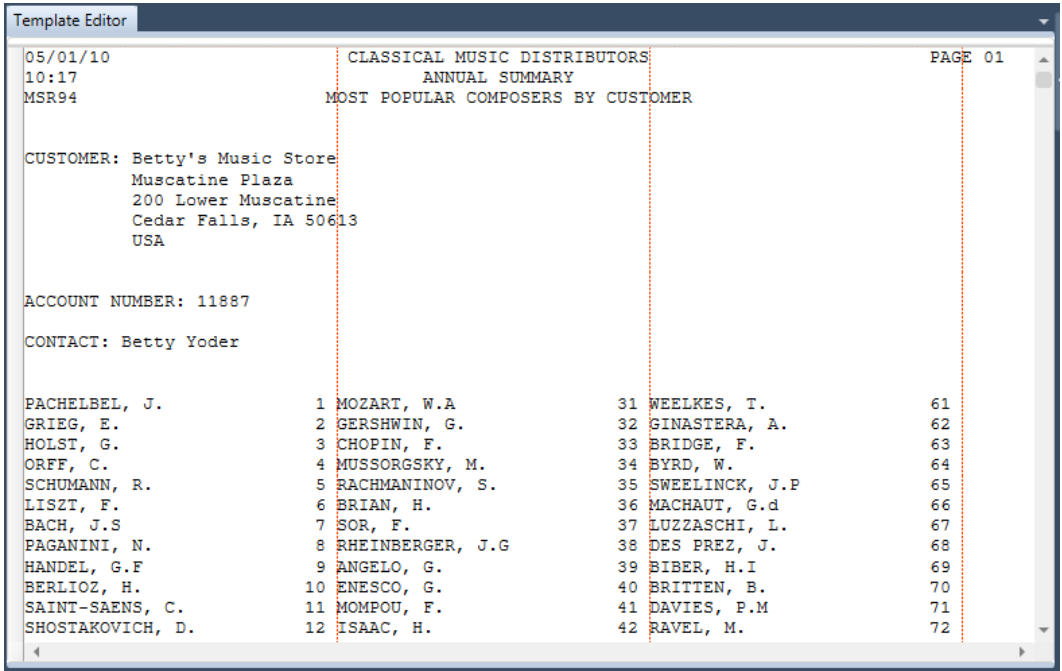 Template Editor
05/01/10 CLASSICAL MUSIC DISTRIBUTORS PAGE 01
10:17 ANNUAL SUMMARY
MSR94 MOST POPULAR COMPOSERS BY CUSTOMER
CUSTOMER: Betty's Music Store
Muscatine Plaza
200 Lower Muscatine
Cedar Falls, IA 50613
USA
ACCOUNT NUMBER: 11887
CONTACT: Betty Yoder
PACHELBEL, J. 1 MOZART, W.A 31 WEELKES, T. 61
GRIEG, E. 2 GERSHWIN, G. 32 GINASTERA, A. 62
HOLST, G. 3 CHOPIN, F. 33 BRIDGE, F. 63
ORFF, C. 4 MUSSORGSKY, M. 34 BYRD, W. 64
SCHUMANN, R. 5 RACHMANINOV, S. 35 SWEELINCK, J.P 65
LISZT, F. 6 BRIAN, H. 36 MACHAUT, G.d 66
BACH, J.S 7 SOR, F. 37 LUZZASCHI, L. 67
PAGANINI, N. 8 RHEINBERGER, J.G 38 DES PREZ, J. 68
HANDEL, G.F 9 ANGELO, G. 39 BIBER, H.I 69
BERLIOZ, H. 10 ENESCO, G. 40 BRITTEN, B. 70
SAINT-SAENS, C. 11 MOMPOU, F. 41 DAVIES, P.M 71
SHOSTAKOVICH, D. 12 ISAAC, H. 42 RAVEL, M. 72